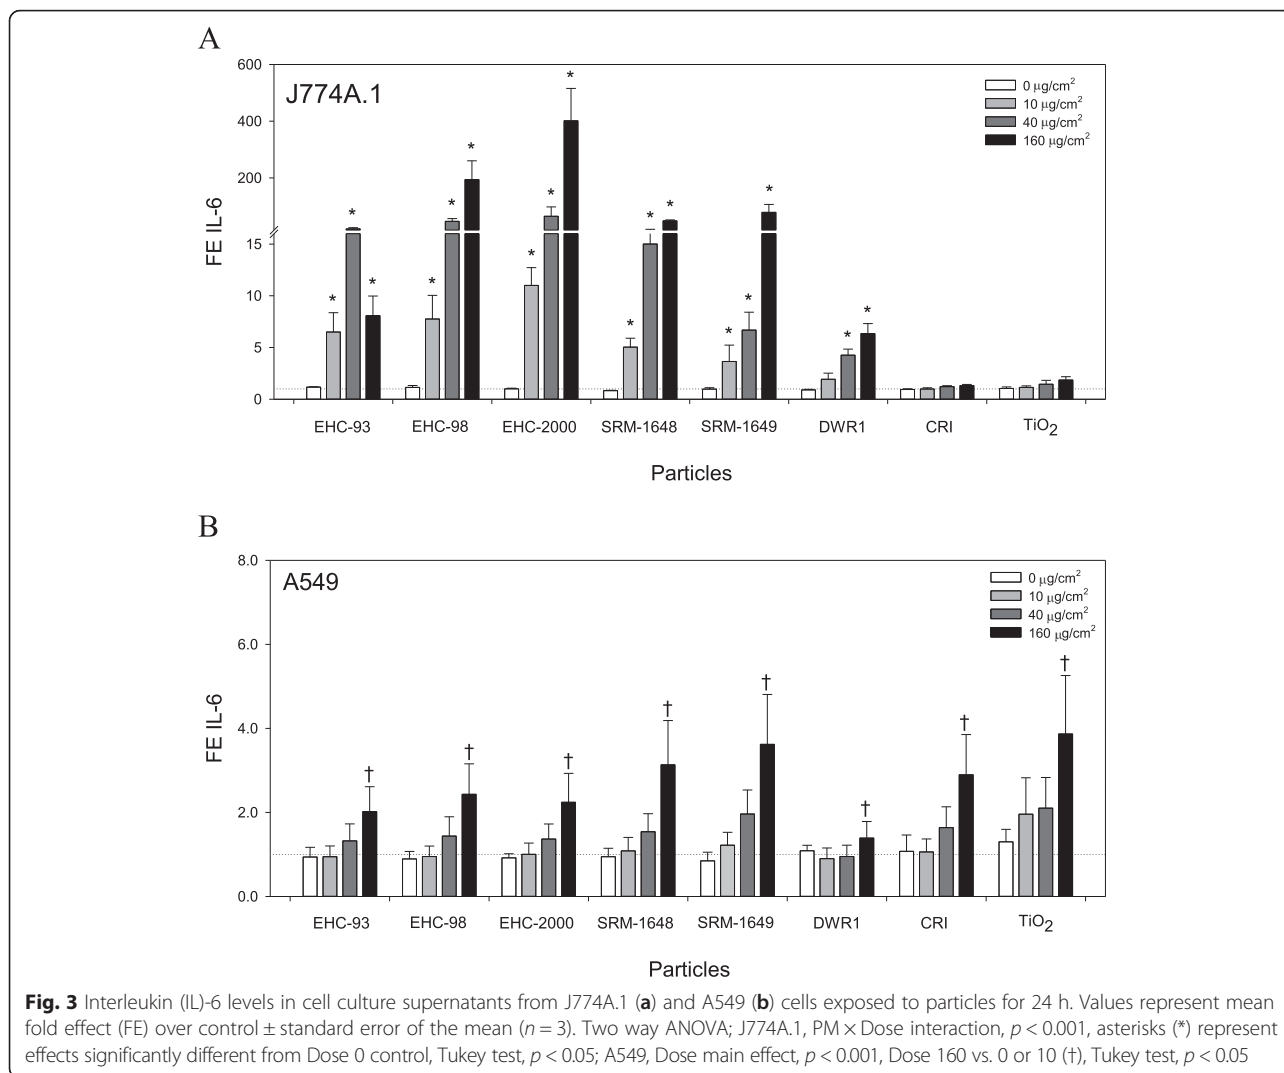 A
J774A.1
0 µg/cm2
10 µg/cm2
40 µg/cm2
160 µg/cm2
600
400
200
15
10
5
0
FE IL-6
* * * * * * * * * * * * * * * * *
EHC-93 EHC-98 EHC-2000 SRM-1648 SRM-1649 DWR1 CRI TiO2
Particles
B
A549
0 µg/cm2
10 µg/cm2
40 µg/cm2
160 µg/cm2
8.0
6.0
4.0
2.0
0.0
FE IL-6
† † † † † † † †
EHC-93 EHC-98 EHC-2000 SRM-1648 SRM-1649 DWR1 CRI TiO2
Particles
Fig. 3 Interleukin (IL)-6 levels in cell culture supernatants from J774A.1 (a) and A549 (b) cells exposed to particles for 24 h. Values represent mean
fold effect (FE) over control ± standard error of the mean (n = 3). Two way ANOVA; J774A.1, PM × Dose interaction, p < 0.001, asterisks (*) represent
effects significantly different from Dose 0 control, Tukey test, p < 0.05; A549, Dose main effect, p < 0.001, Dose 160 vs. 0 or 10 (†), Tukey test, p < 0.05